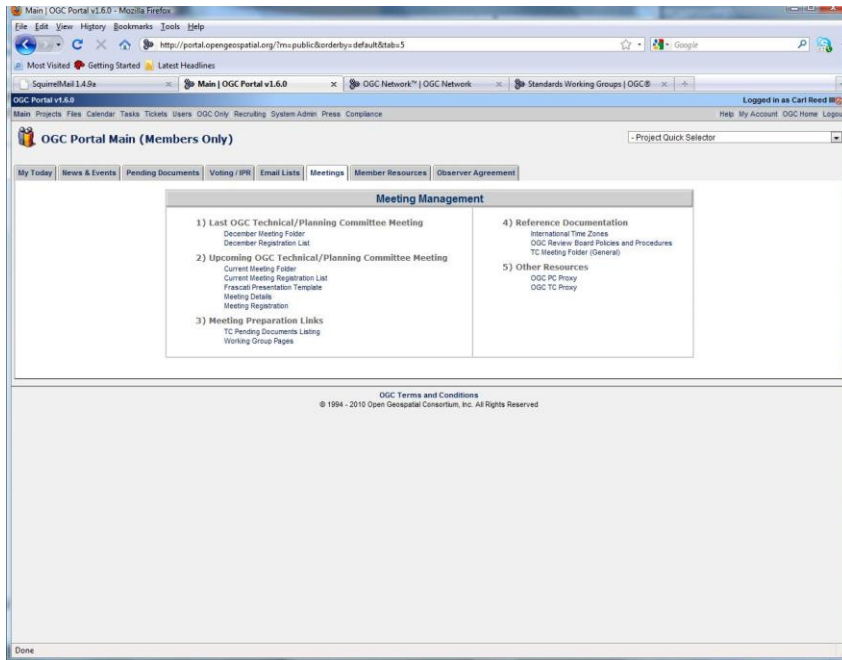 Main | OGC Portal v1.6.0 - Mozilla Firefox
File Edit View History Bookmarks Tools Help
http://portal.opengeospatial.org/?m=public&orderby=default&tab=5
Google
Most Visited Getting Started Latest Headlines
SquirrelMail 1.4.9a
Main | OGC Portal v1.6.0
OGC Network™ | OGC Network
Standards Working Groups | OGC®
OGC Portal v1.6.0
Logged in as Carl Reed III
Main Projects Files Calendar Tasks Tickets Users OGC Only Recruiting System Admin Press Compliance
Help My Account OGC Home Logou
OGC Portal Main (Members Only)
- Project Quick Selector
My Today News & Events Pending Documents Voting / IPR Email Lists Meetings Member Resources Observer Agreement
Meeting Management
1) Last OGC Technical/Planning Committee Meeting
December Meeting Folder
December Registration List
2) Upcoming OGC Technical/Planning Committee Meeting
Current Meeting Folder
Current Meeting Registration List
Frascati Presentation Template
Meeting Details
Meeting Registration
3) Meeting Preparation Links
TC Pending Documents Listing
Working Group Pages
4) Reference Documentation
International Time Zones
OGC Review Board Policies and Procedures
TC Meeting Folder (General)
5) Other Resources
OGC PC Proxy
OGC TC Proxy
OGC Terms and Conditions
© 1994 - 2010 Open Geospatial Consortium, Inc. All Rights Reserved
Done